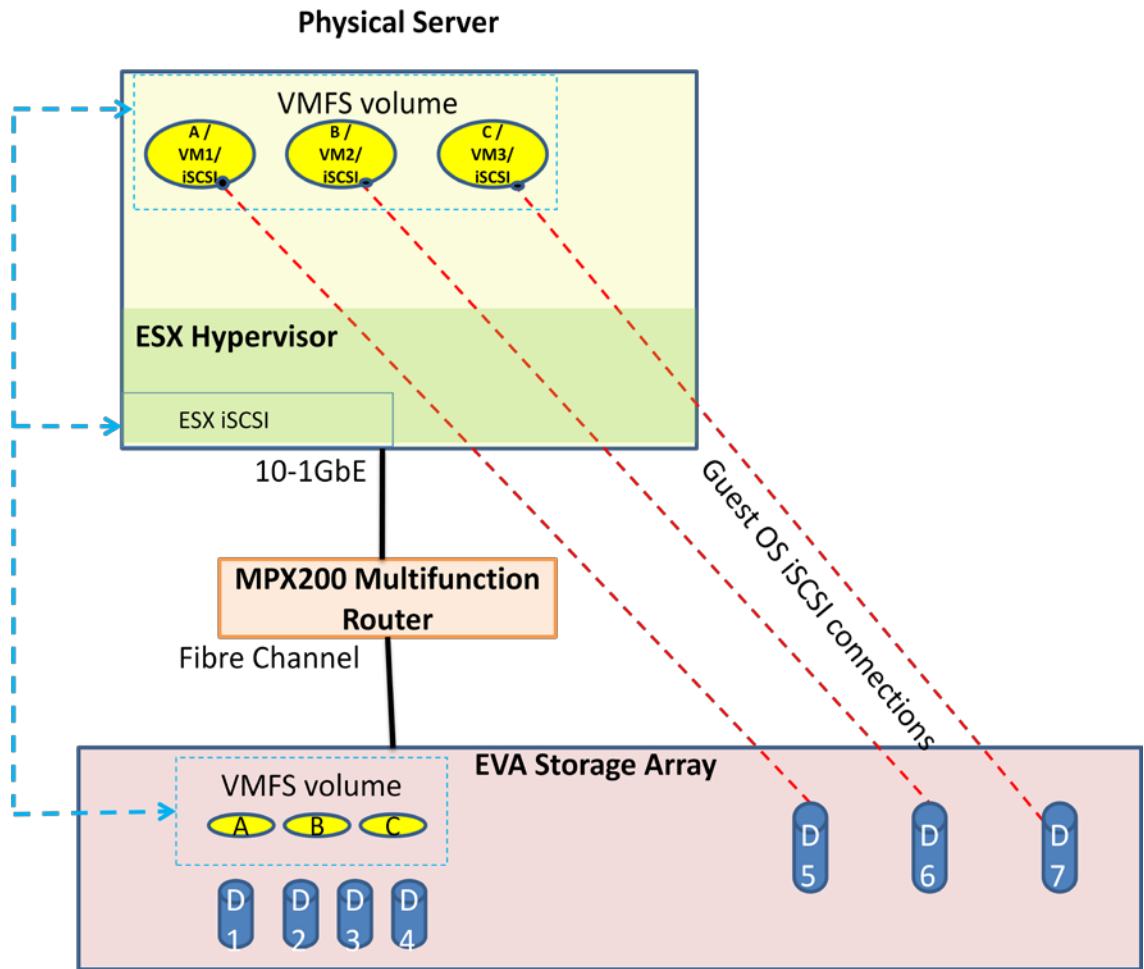 Physical Server
VMFS volume
A /
VM1/
iSCSI
B /
VM2/
iSCSI
C /
VM3/
iSCSI
ESX Hypervisor
ESX iSCSI
10-1GbE
Guest OS iSCSI connections
MPX200 Multifunction
Router
Fibre Channel
EVA Storage Array
VMFS volume
A
B
C
D
1
D
2
D
3
D
4
D
5
D
6
D
7